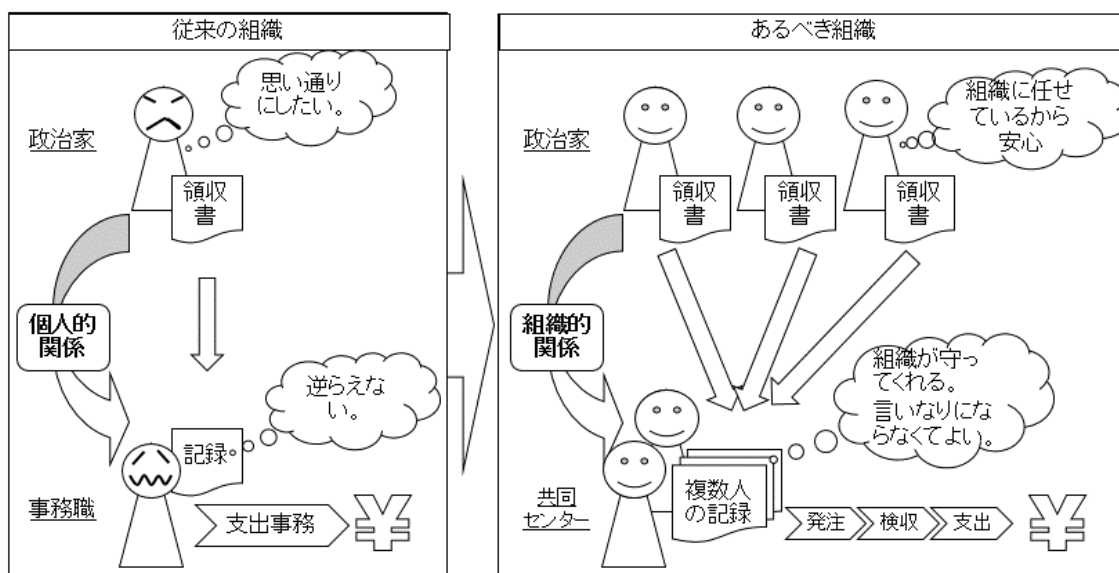 従来の組織
思い通り
にしたい。
政治家
領収
書
個人的
関係
逆らえな
い。
記録
事務職
支出事務
¥
あるべき組織
組織に任せ
ているから
安心
政治家
領収
書
領収
書
領収
書
組織的
関係
組織が守っ
てくれる。
言いなりにな
らなくてよい。
共同
センター
複数人
の記録
発注
検収
支出
¥